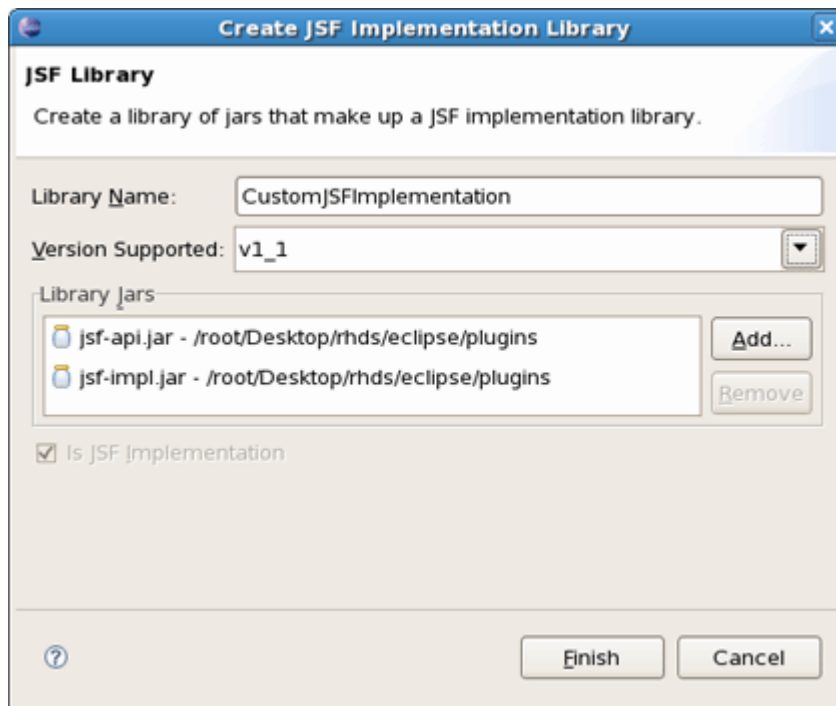 Create JSF Implementation Library
JSF Library
Create a library of jars that make up a JSF implementation library.
Library Name: CustomJSFImplementation
Version Supported: v1_1
Library Jars
jsf-api.jar - /root/Desktop/rhds/eclipse/plugins
Add...
jsf-impl.jar - /root/Desktop/rhds/eclipse/plugins
Remove
Is JSF Implementation
Finish Cancel